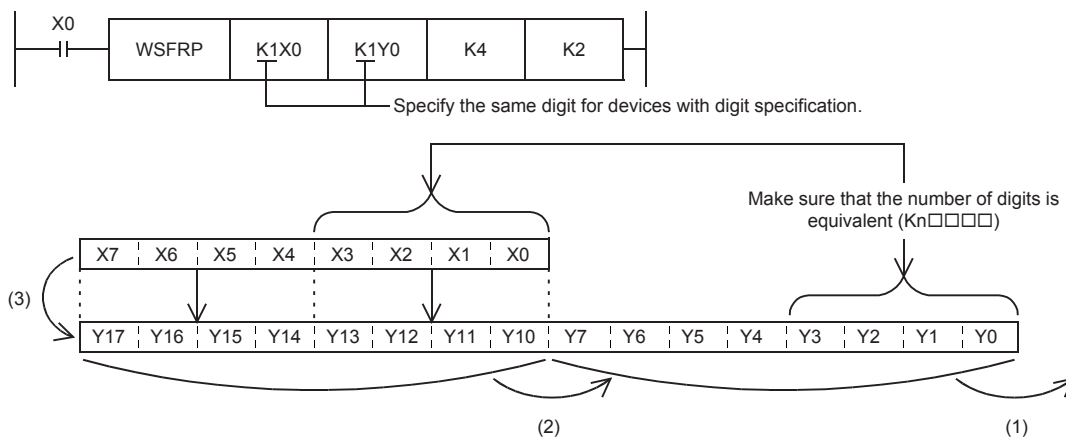 X0
WSFRP K1X0 K1Y0 K4 K2
Specify the same digit for devices with digit specification.
Make sure that the number of digits is
equivalent (Kn□□□□)
X7 X6 X5 X4 X3 X2 X1 X0
(3)
Y17 Y16 Y15 Y14 Y13 Y12 Y11 Y10 Y7 Y6 Y5 Y4 Y3 Y2 Y1 Y0
(2) (1)